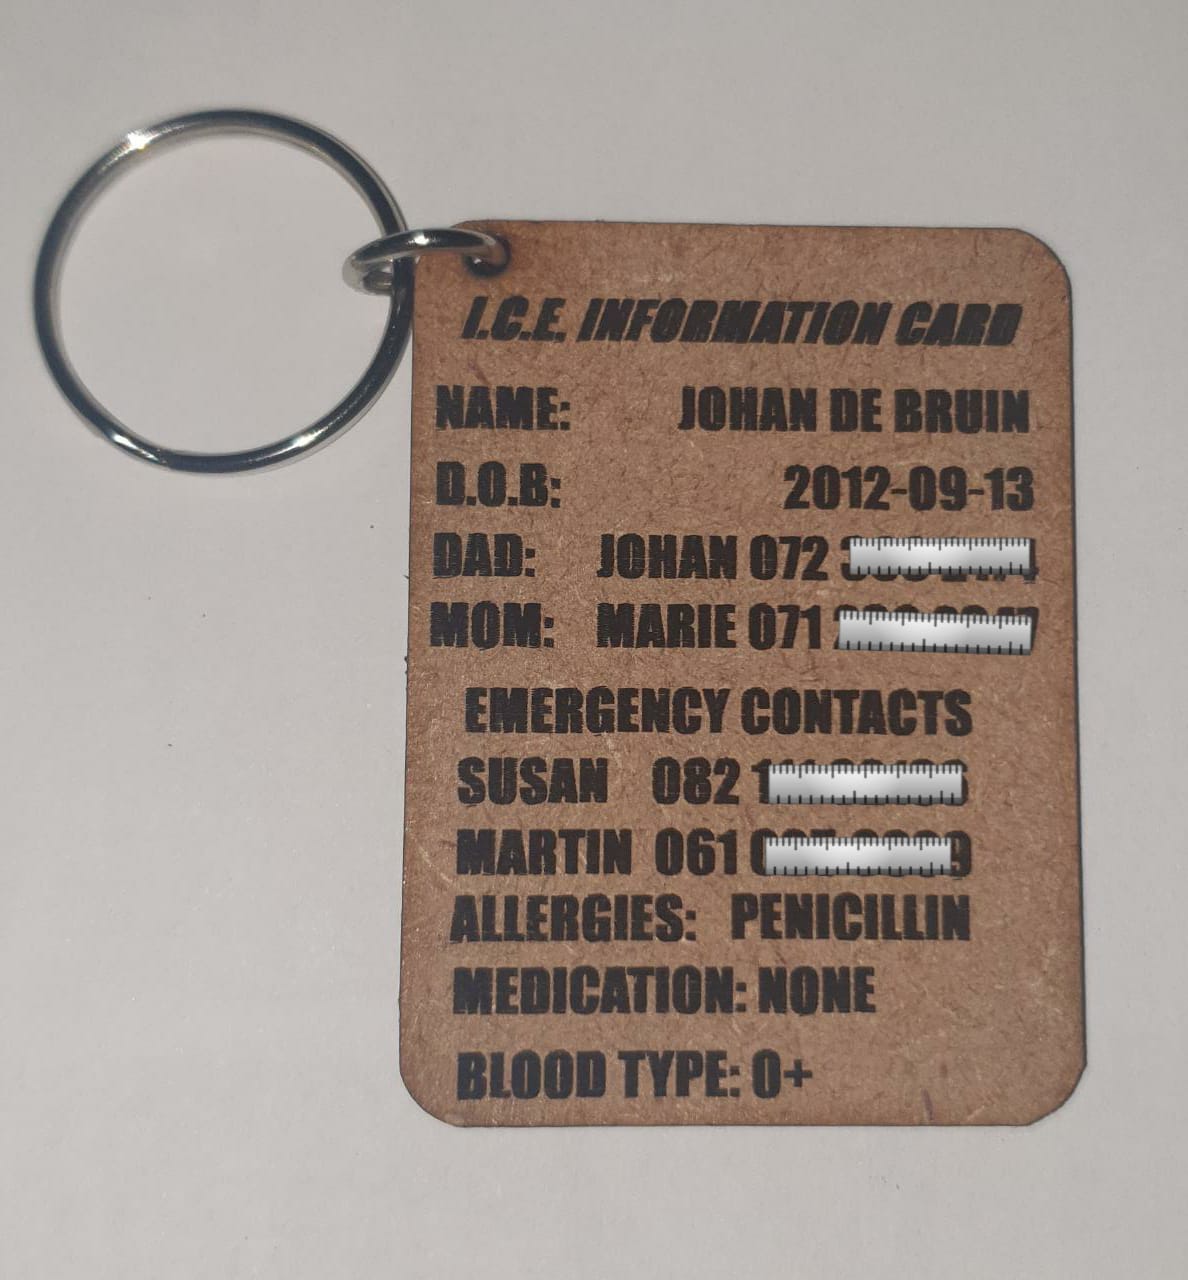 I.C.E. INFORMATION CARD
NAME: JOHAN DE BRUIN
D.O.B: 2012-09-13
DAD: JOHAN 072
MOM: MARIE 071
EMERGENCY CONTACTS
SUSAN 082
MARTIN 061
ALLERGIES: PENICILLIN
MEDICATION: NONE
BLOOD TYPE: O+